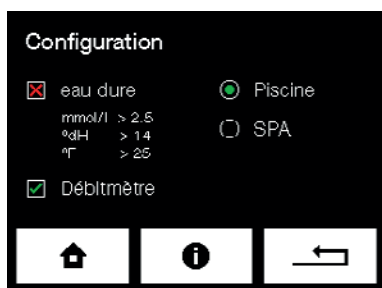 Configuration
eau dure
mmol/l > 2.5
°dH > 14
°F > 25
Débitmètre
Piscine
SPA